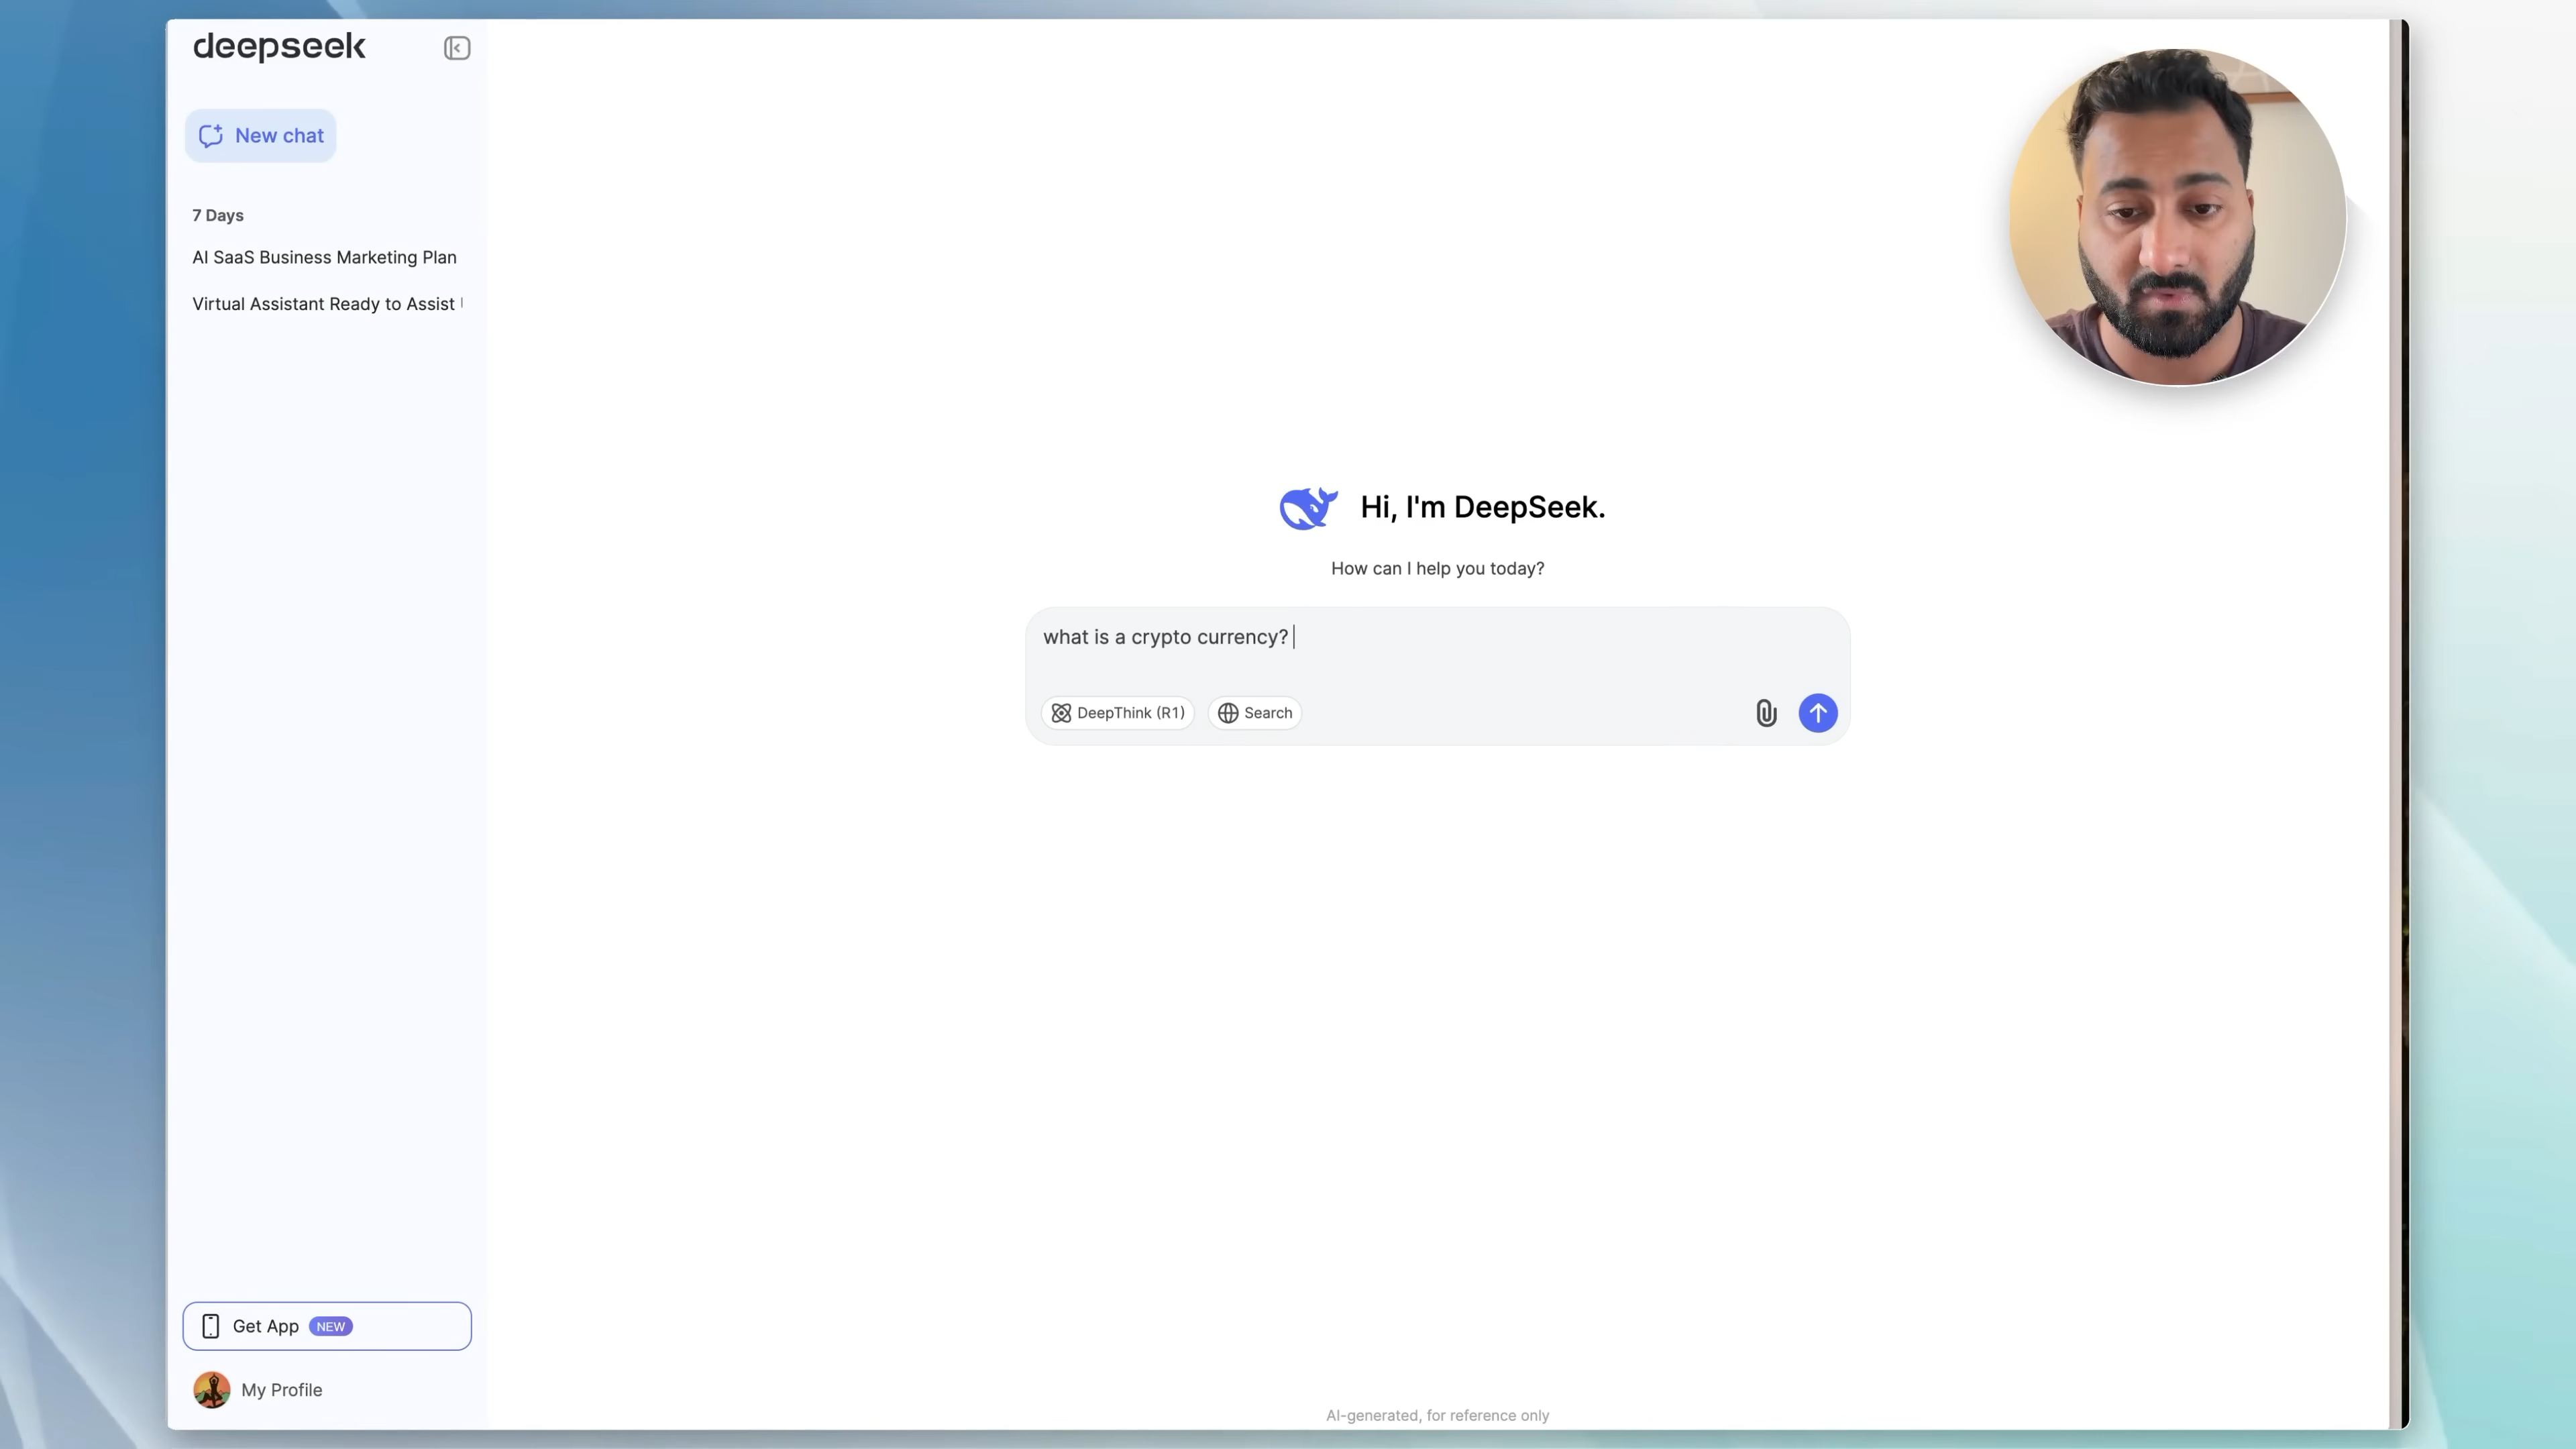 deepseek
New chat
7 Days
AI SaaS Business Marketing Plan
Virtual Assistant Ready to Assist
Hi, I'm DeepSeek.
How can I help you today?
what is a crypto currency?
DeepThink (R1)
Search
Get App NEW
My Profile
AI-generated, for reference only